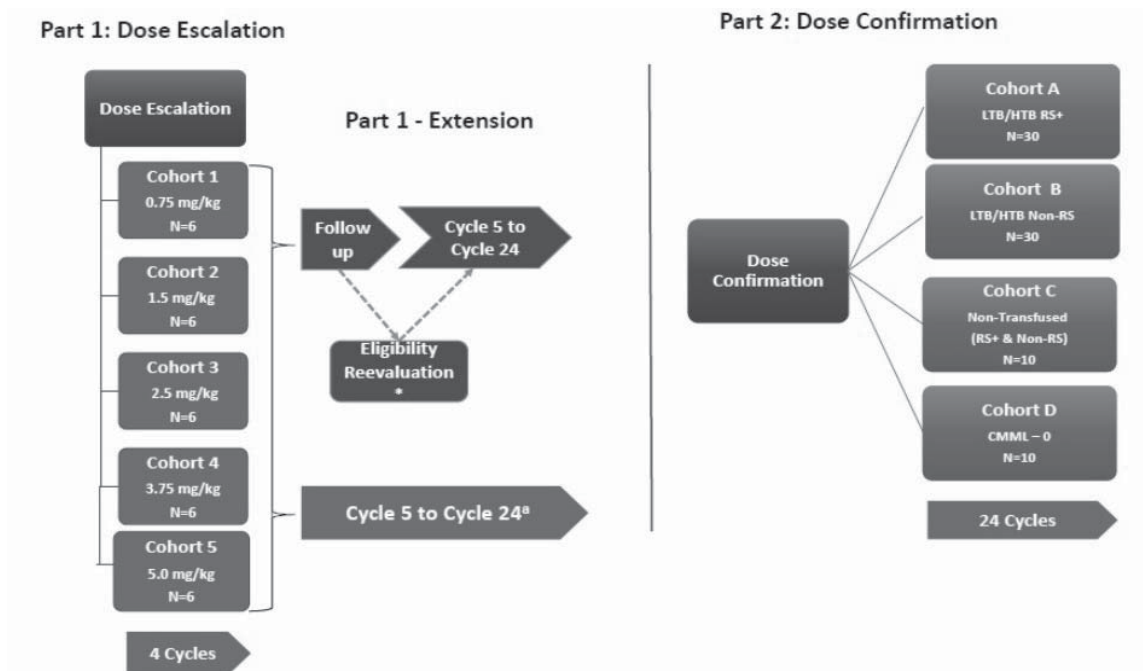 Part 1: Dose Escalation
Dose Escalation
Cohort 1
0.75 mg/kg
N=6
Cohort 2
1.5 mg/kg
N=6
Cohort 3
2.5 mg/kg
N=6
Cohort 4
3.75 mg/kg
N=6
Cohort 5
5.0 mg/kg
N=6
4 Cycles
Part 1 - Extension
Follow
up
Cycle 5 to
Cycle 24
Eligibility
Reevaluation
*
Cycle 5 to Cycle 24ª
Part 2: Dose Confirmation
Dose
Confirmation
Cohort A
LTB/HTB RS+
N=30
Cohort B
LTB/HTB Non-RS
N=30
Cohort C
Non-Transfused
(RS+ & Non-RS)
N=10
Cohort D
CMML – 0
N=10
24 Cycles